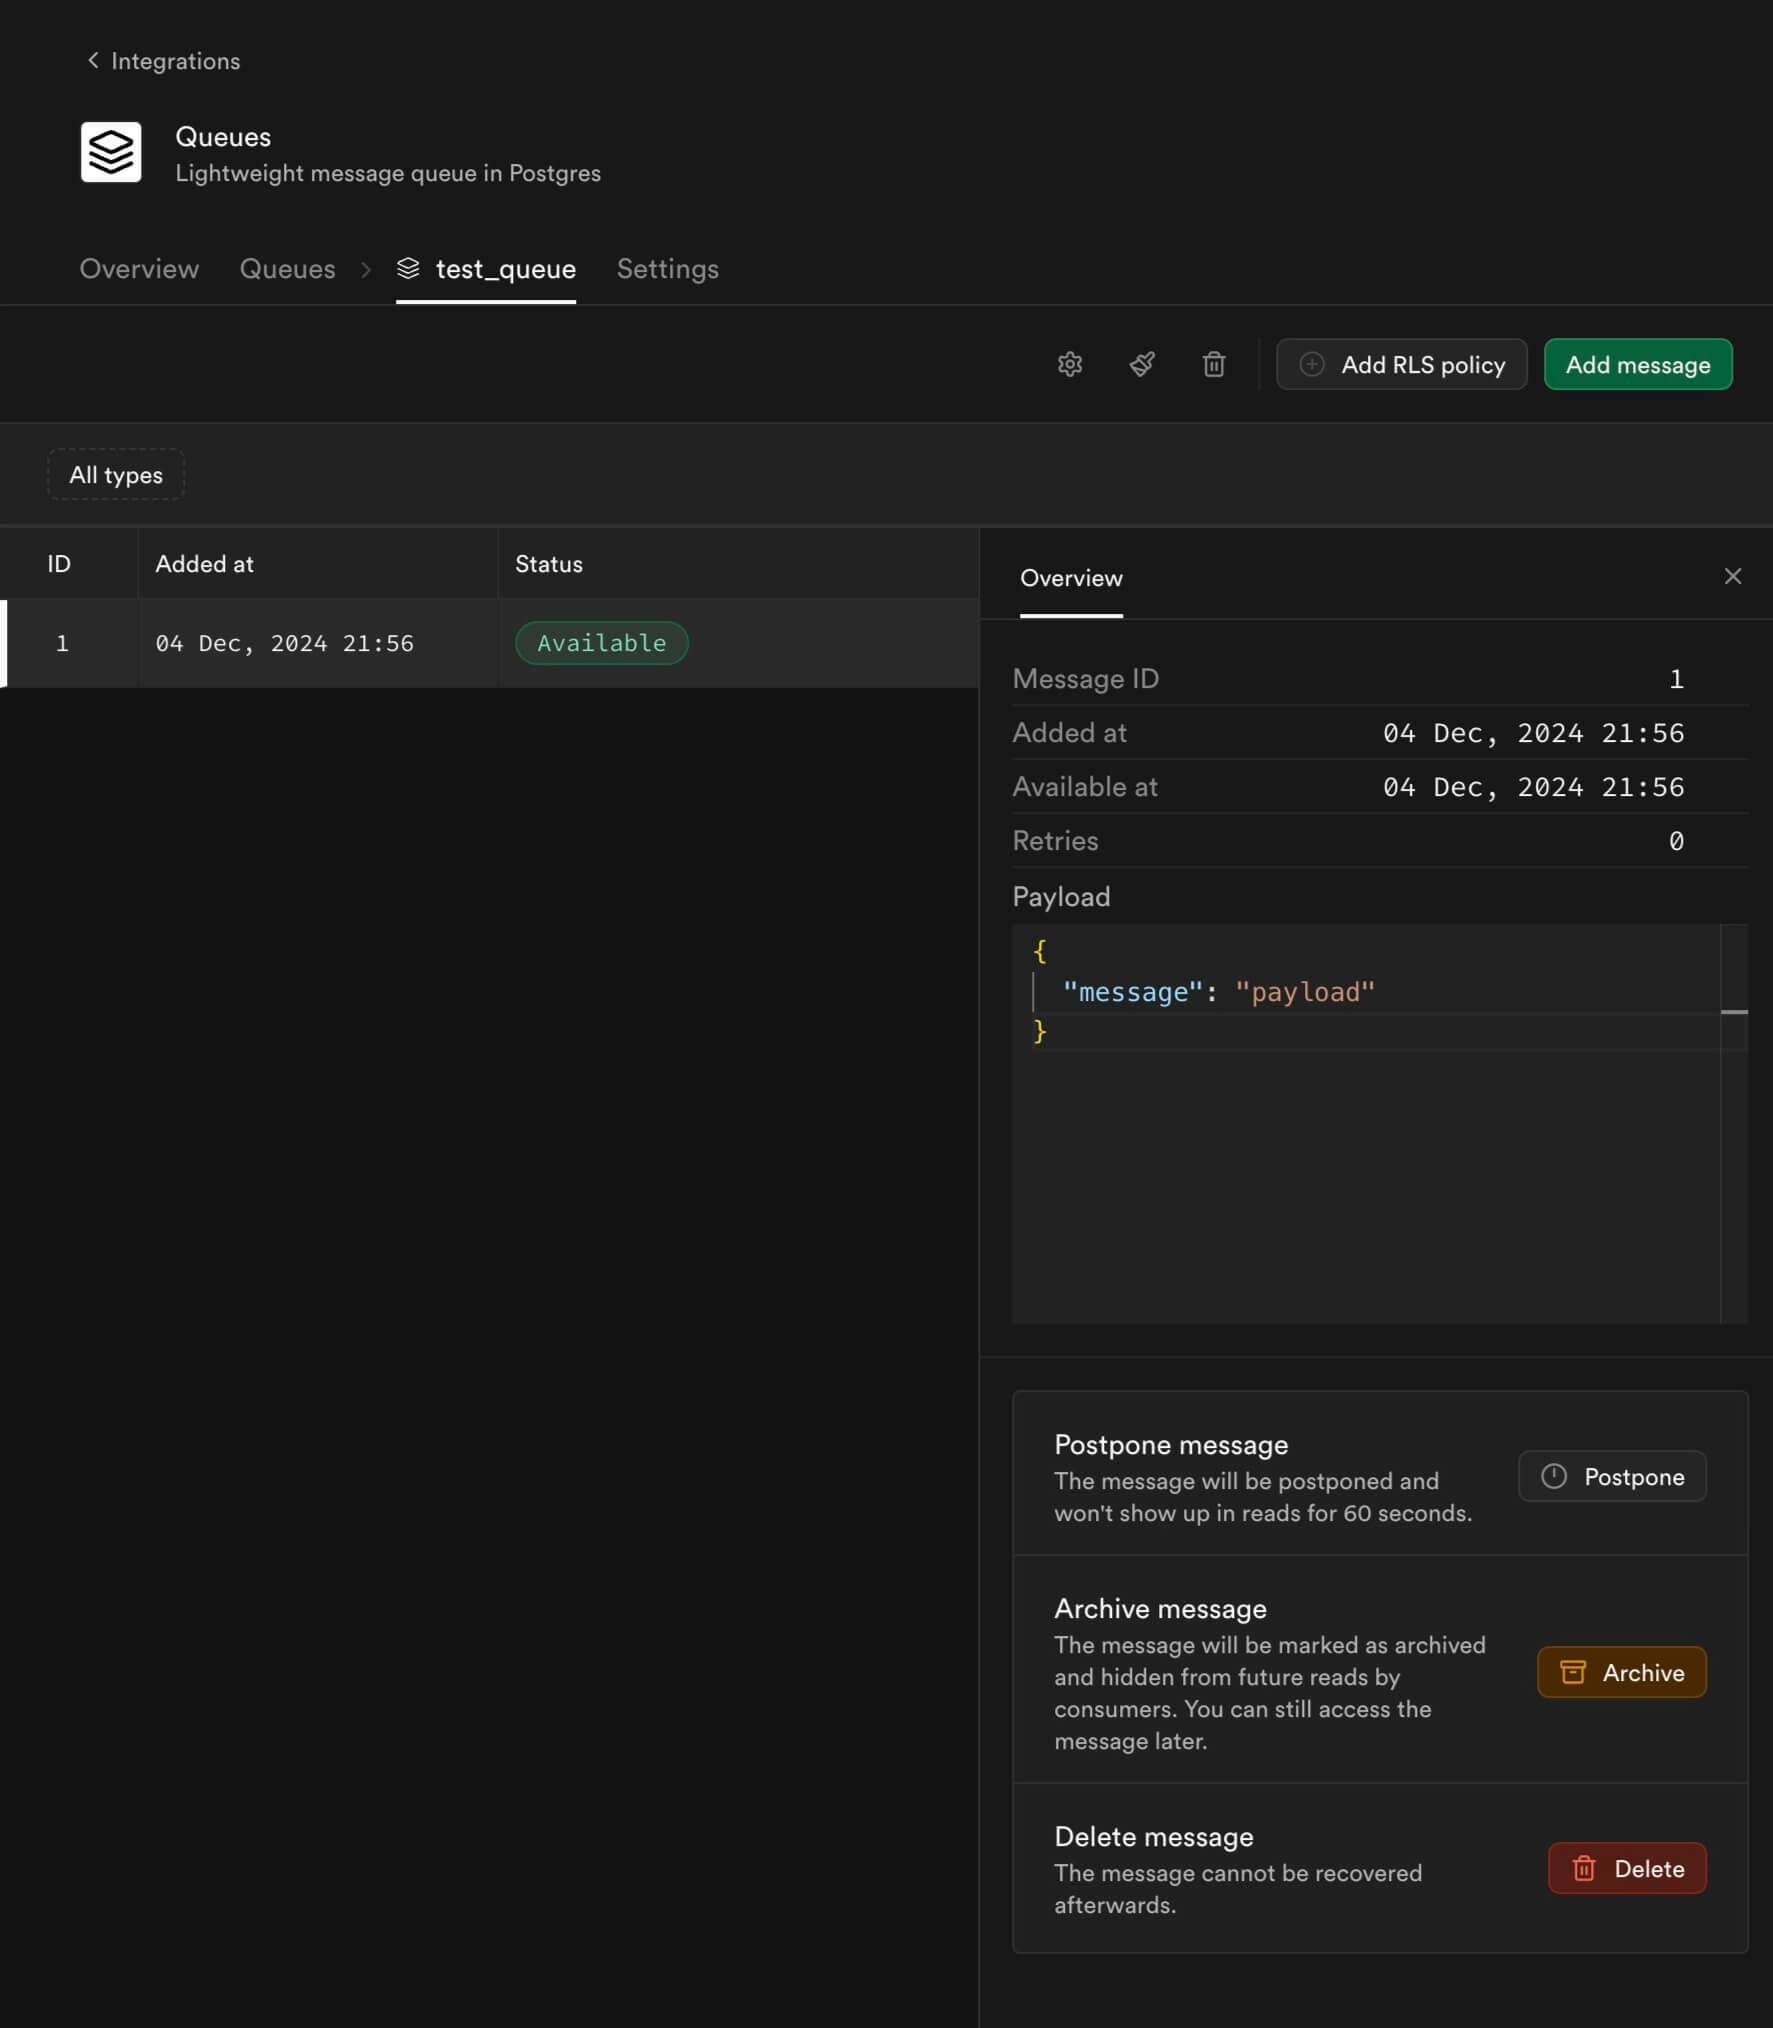 Integrations
Queues
Lightweight message queue in Postgres
Overview Queues test_queue Settings
Add RLS policy Add message
All types
ID Added at Status
1 04 Dec, 2024 21:56 Available
Overview
Message ID 1
Added at 04 Dec, 2024 21:56
Available at 04 Dec, 2024 21:56
Retries 0
Payload
{
"message": "payload"
}
Postpone message
The message will be postponed and
won't show up in reads for 60 seconds.
Postpone
Archive message
The message will be marked as archived
and hidden from future reads by
consumers. You can still access the
message later.
Archive
Delete message
The message cannot be recovered
afterwards.
Delete